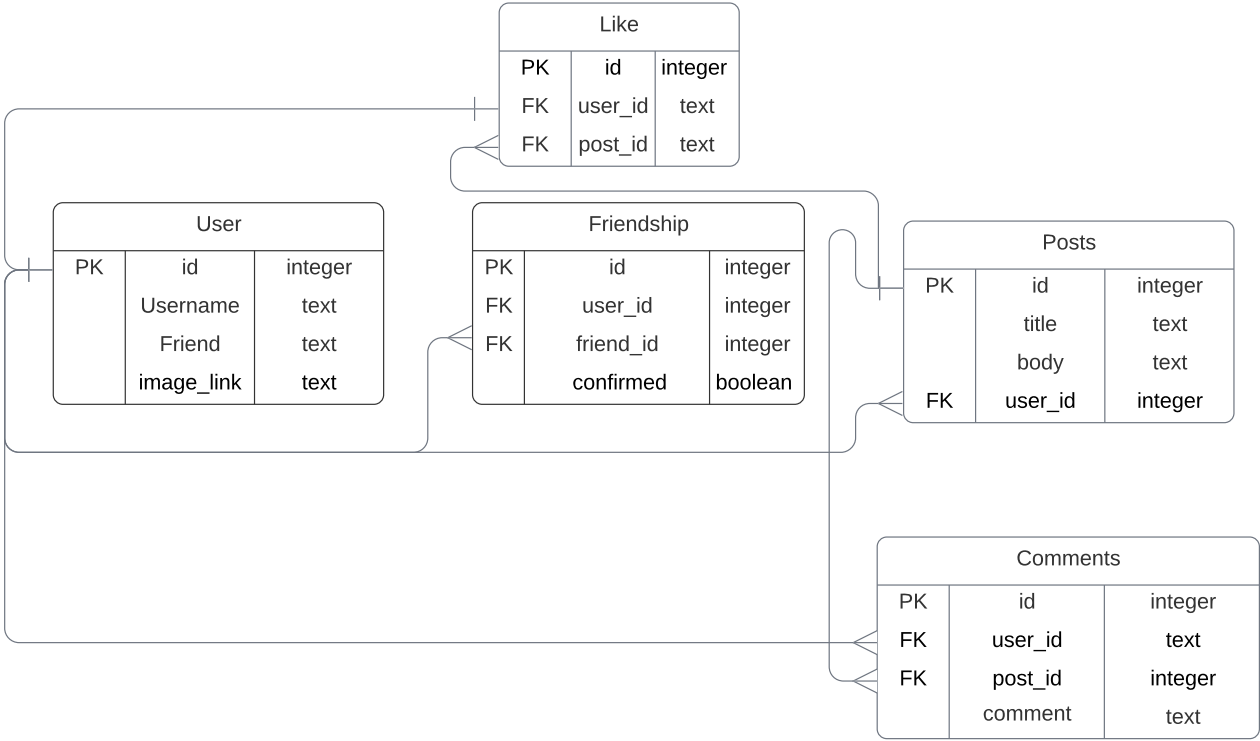 Like
PK id integer
FK user_id text
FK post_id text
User
PK id integer
Username text
Friend text
image_link text
Friendship
PK id integer
FK user_id integer
FK friend_id integer
confirmed boolean
Posts
PK id integer
title text
body text
FK user_id integer
Comments
PK id integer
FK user_id text
FK post_id integer
comment text